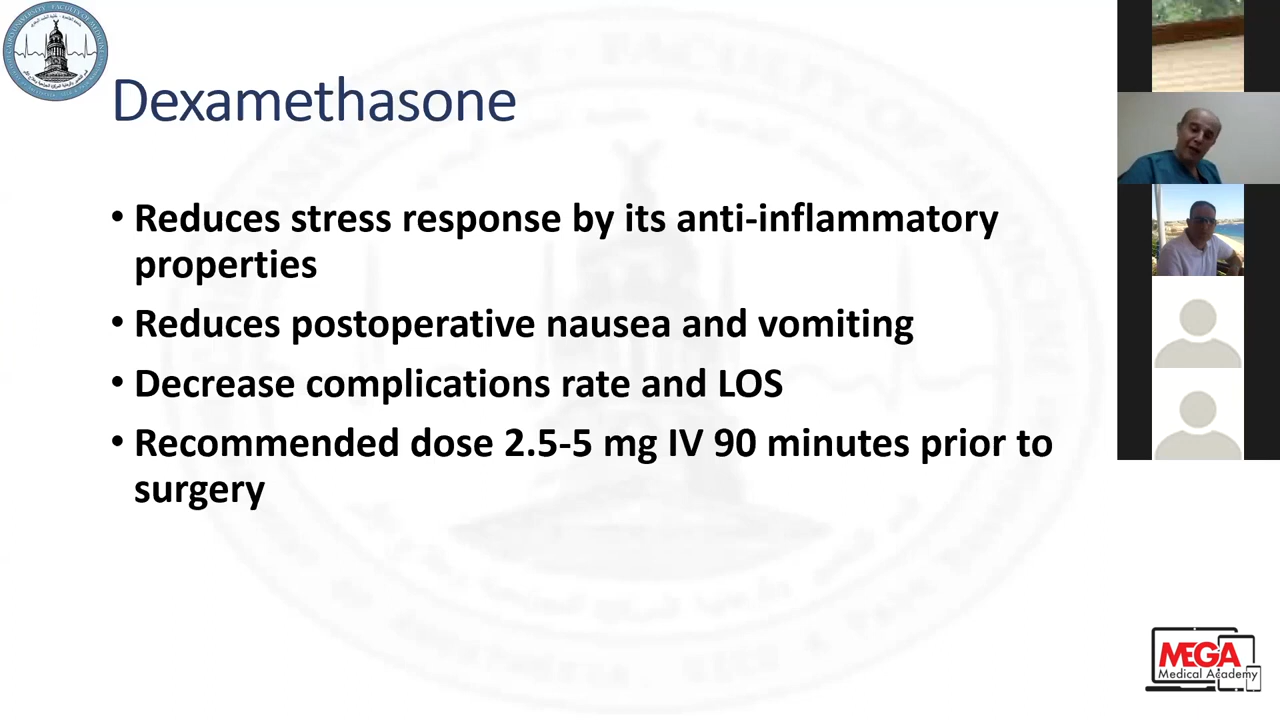 Dexamethasone
• Reduces stress response by its anti-inflammatory
properties
• Reduces postoperative nausea and vomiting
• Decrease complications rate and LOS
• Recommended dose 2.5-5 mg IV 90 minutes prior to
surgery
MEGA
Medical Academy